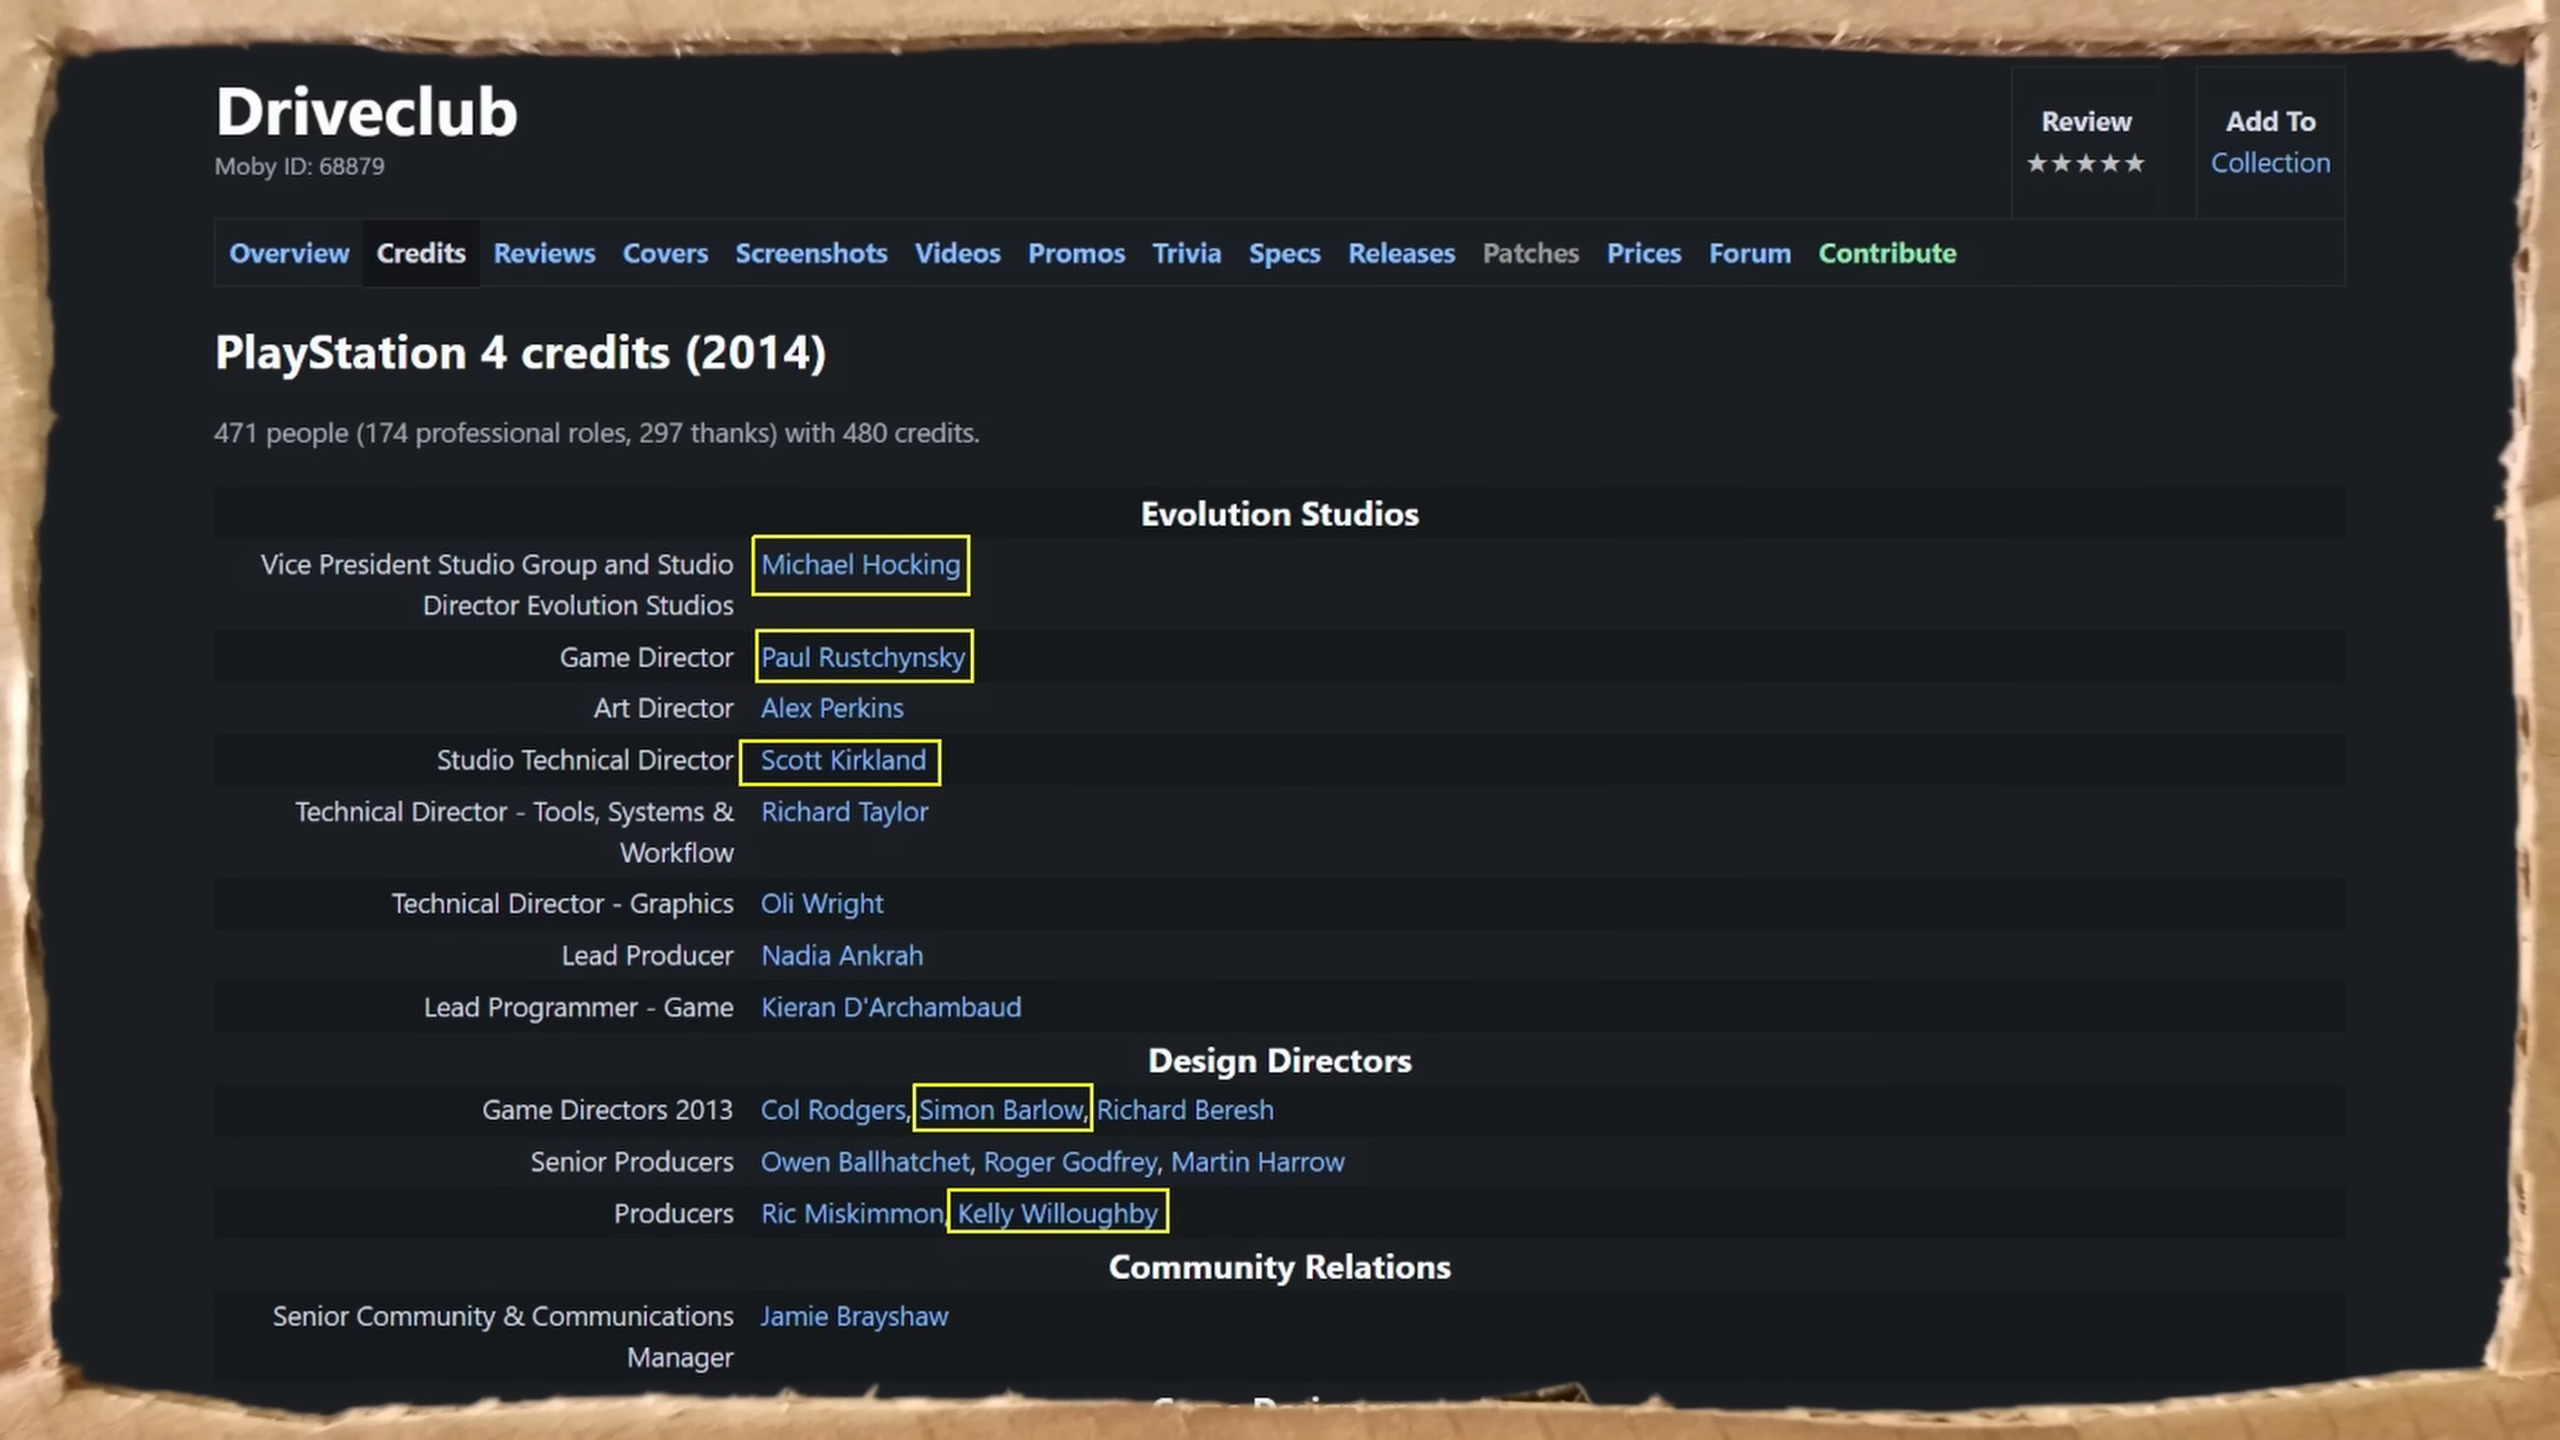 Driveclub
Moby ID: 68879
Review
★★★★★
Add To
Collection
Overview Credits Reviews Covers Screenshots Videos Promos Trivia Specs Releases Patches Prices Forum Contribute
PlayStation 4 credits (2014)
471 people (174 professional roles, 297 thanks) with 480 credits.
Evolution Studios
Vice President Studio Group and Studio Michael Hocking
Director Evolution Studios
Game Director Paul Rustchynsky
Art Director Alex Perkins
Studio Technical Director Scott Kirkland
Technical Director - Tools, Systems & Richard Taylor
Workflow
Technical Director - Graphics Oli Wright
Lead Producer Nadia Ankrah
Lead Programmer - Game Kieran D'Archambaud
Design Directors
Game Directors 2013 Col Rodgers, Simon Barlow, Richard Beresh
Senior Producers Owen Ballhatchet, Roger Godfrey, Martin Harrow
Producers Ric Miskimmon, Kelly Willoughby
Community Relations
Senior Community & Communications Jamie Brayshaw
Manager